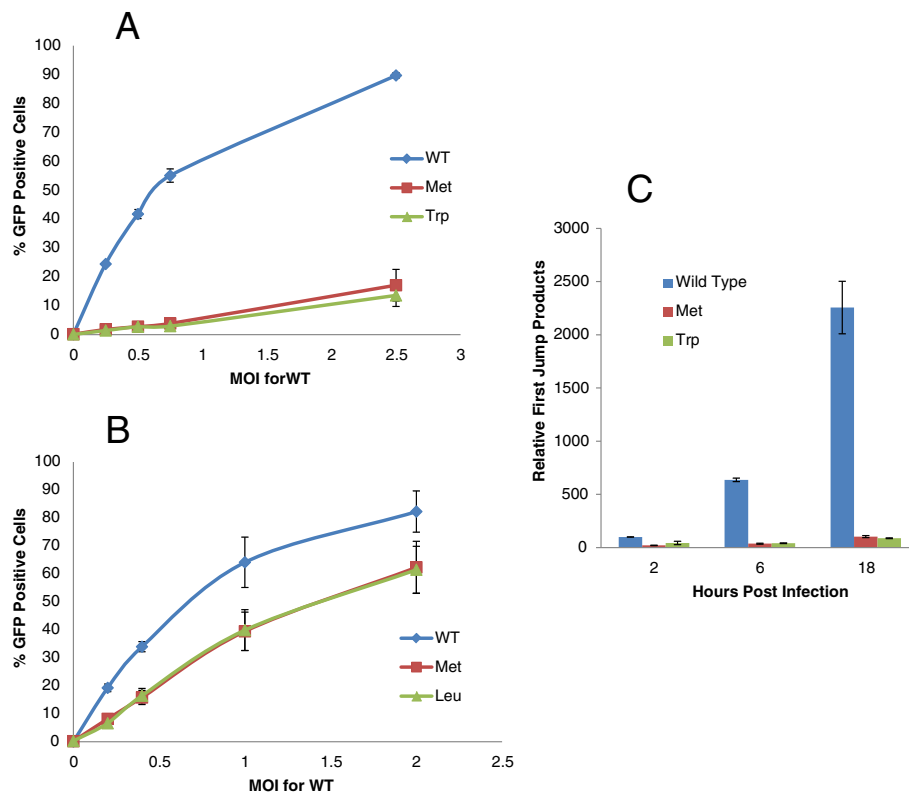 A
% GFP Positive Cells
100
90
80
70
60
50
40
30
20
10
0
WT
Met
Trp
0
0.5
1
1.5
2
2.5
3
MOI forWT
B
% GFP Positive Cells
100
90
80
70
60
50
40
30
20
10
0
WT
Met
Leu
0
0.5
1
1.5
2
2.5
MOI for WT
C
Relative First Jump Products
3000
2500
2000
1500
1000
500
0
Wild Type
Met
Trp
2
6
18
Hours Post Infection